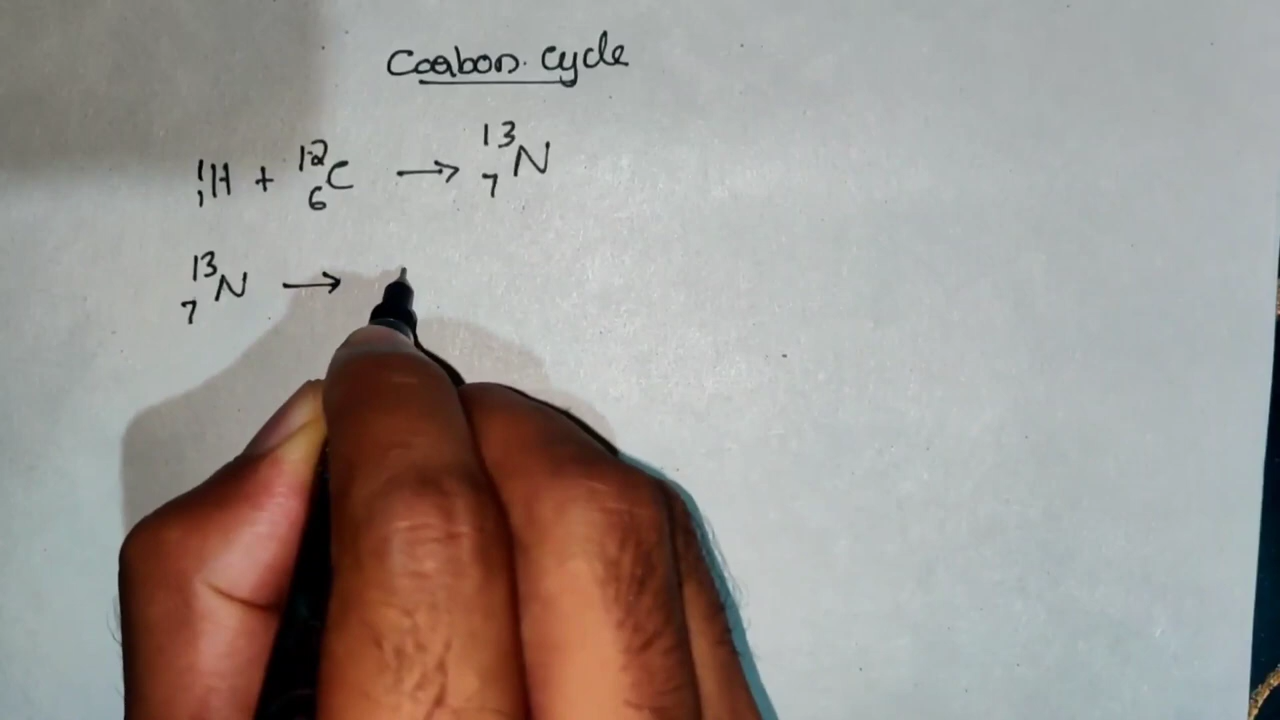 Carbon cycle
¹₁H + ¹²₆C → ¹³₇N
¹³₇N →